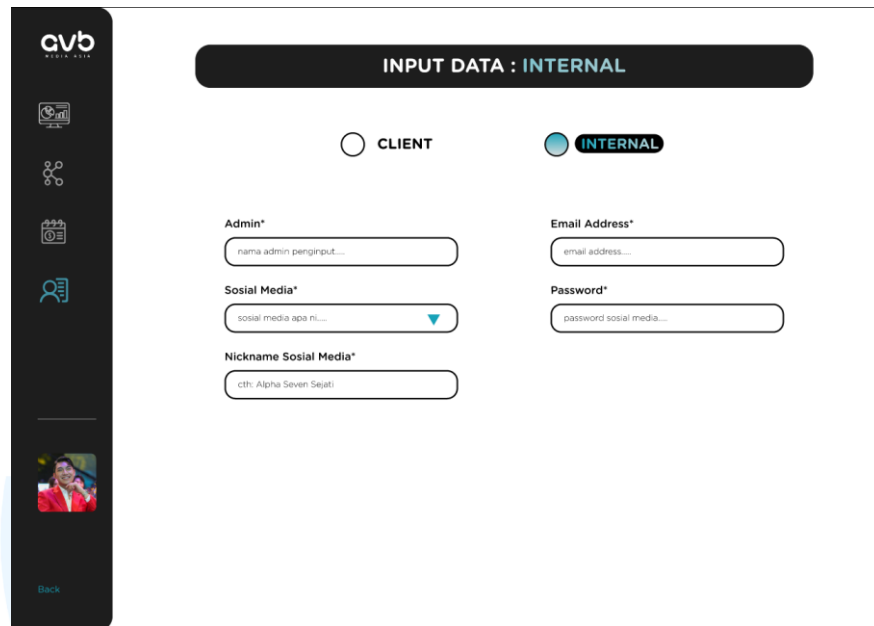 avb
MEDIA ASIA
INPUT DATA : INTERNAL
CLIENT
INTERNAL
Admin*
nama admin penginput....
Email Address*
email address.....
Sosial Media*
sosial media apa ni.....
Password*
password sosial media....
Nickname Sosial Media*
cth: Alpha Seven Sejati
Back